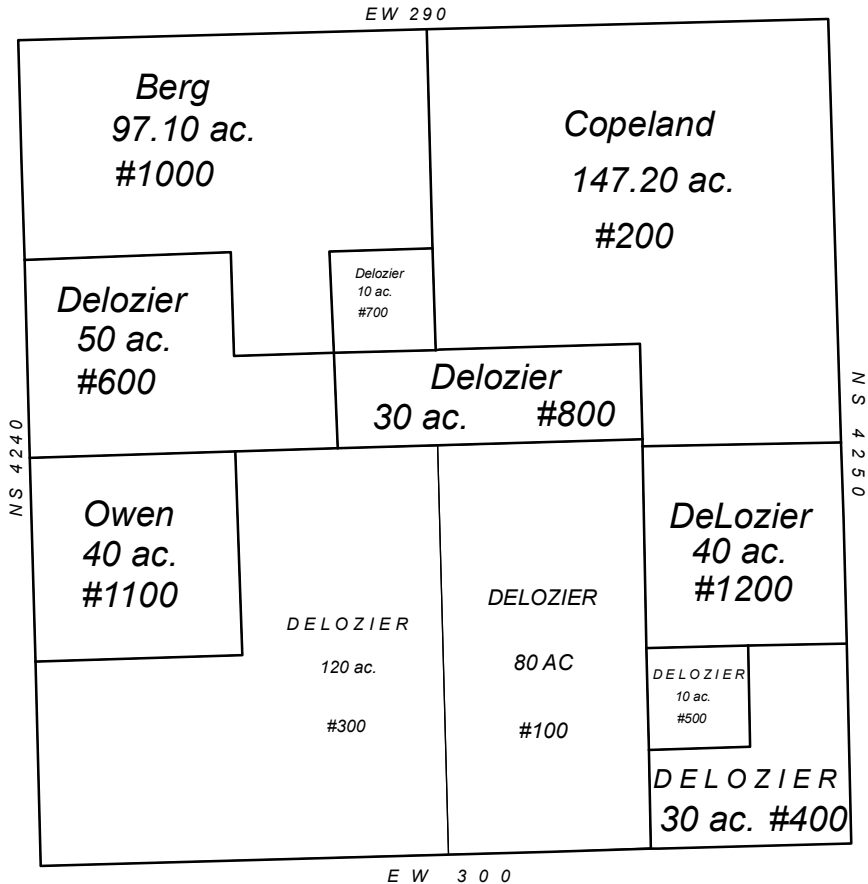 EW 290
Berg
97.10 ac.
#1000
Copeland
147.20 ac.
#200
Delozier
50 ac.
#600
Delozier
10 ac.
#700
Delozier
30 ac. #800
NS 4240
NS 4250
Owen
40 ac.
#1100
DELOZIER
120 ac.
#300
DELOZIER
80 AC
#100
DeLozier
40 ac.
#1200
DELOZIER
10 ac.
#500
DELOZIER
30 ac. #400
EW 300